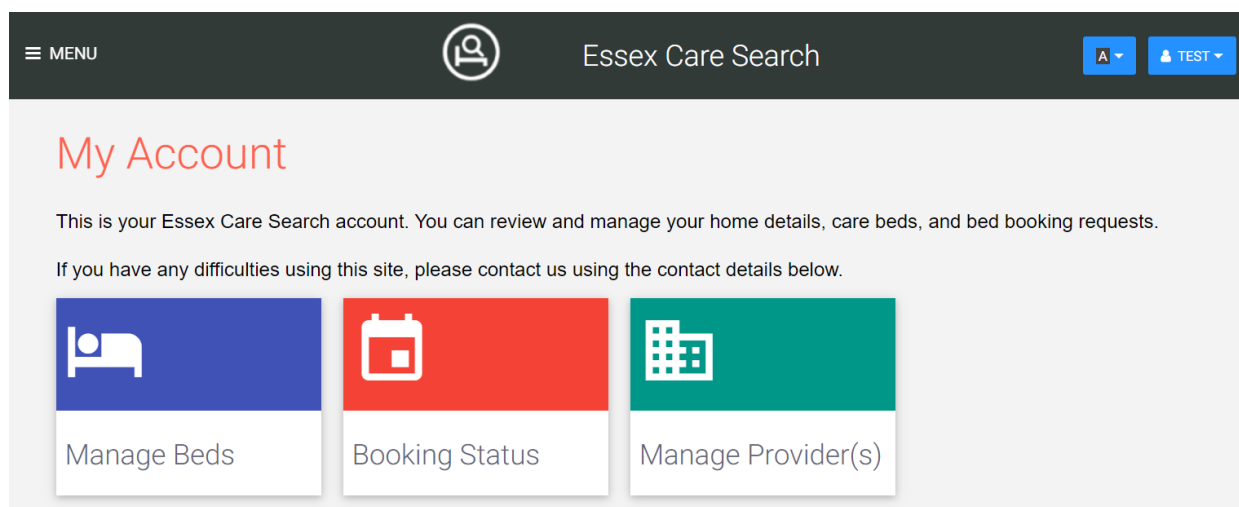 MENU
Essex Care Search
A
TEST
My Account
This is your Essex Care Search account. You can review and manage your home details, care beds, and bed booking requests.
If you have any difficulties using this site, please contact us using the contact details below.
Manage Beds
Booking Status
Manage Provider(s)